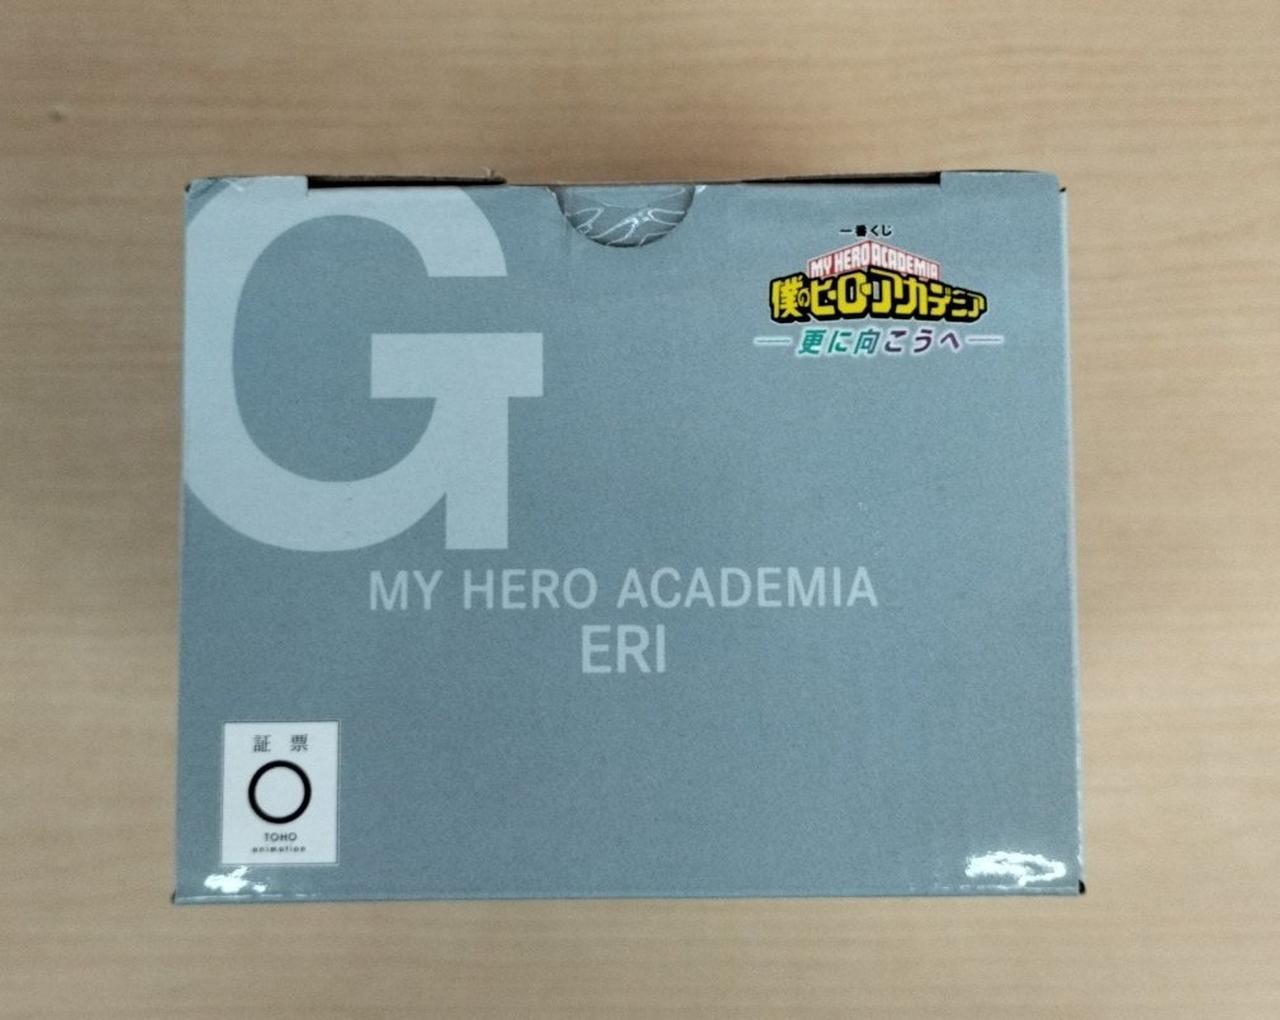 G
一番くじ
MY HERO ACADEMIA
僕のヒーローアカデミア
更に向こうへ
MY HERO ACADEMIA
ERI
証 票
TOHO
animation